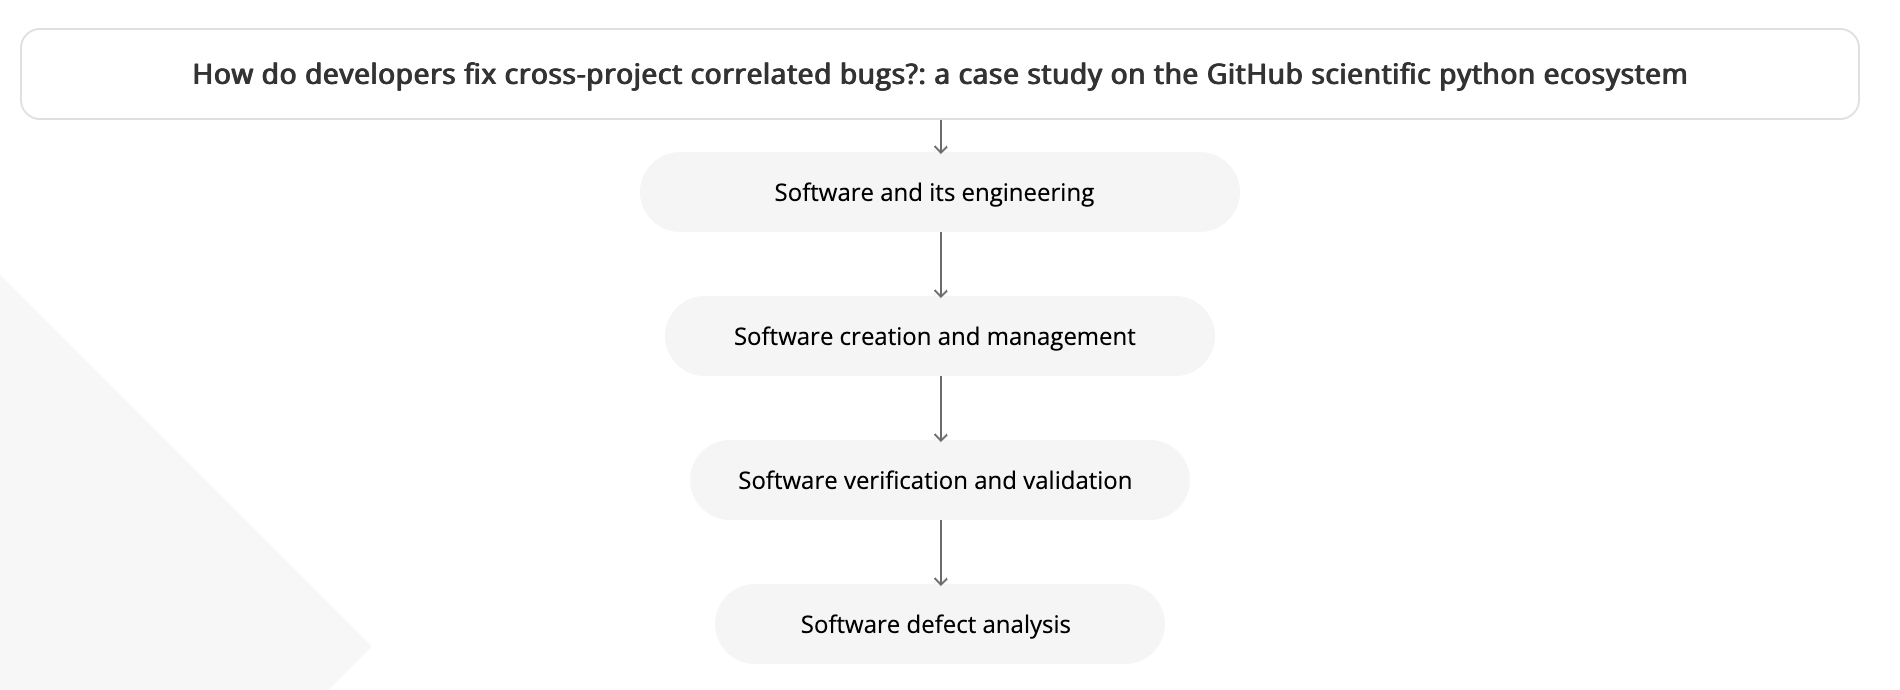 How do developers fix cross-project correlated bugs?: a case study on the GitHub scientific python ecosystem
Software and its engineering
Software creation and management
Software verification and validation
Software defect analysis